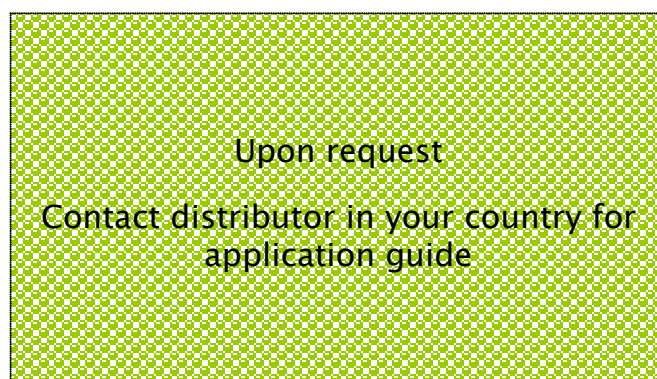 Upon request
Contact distributor in your country for
application guide